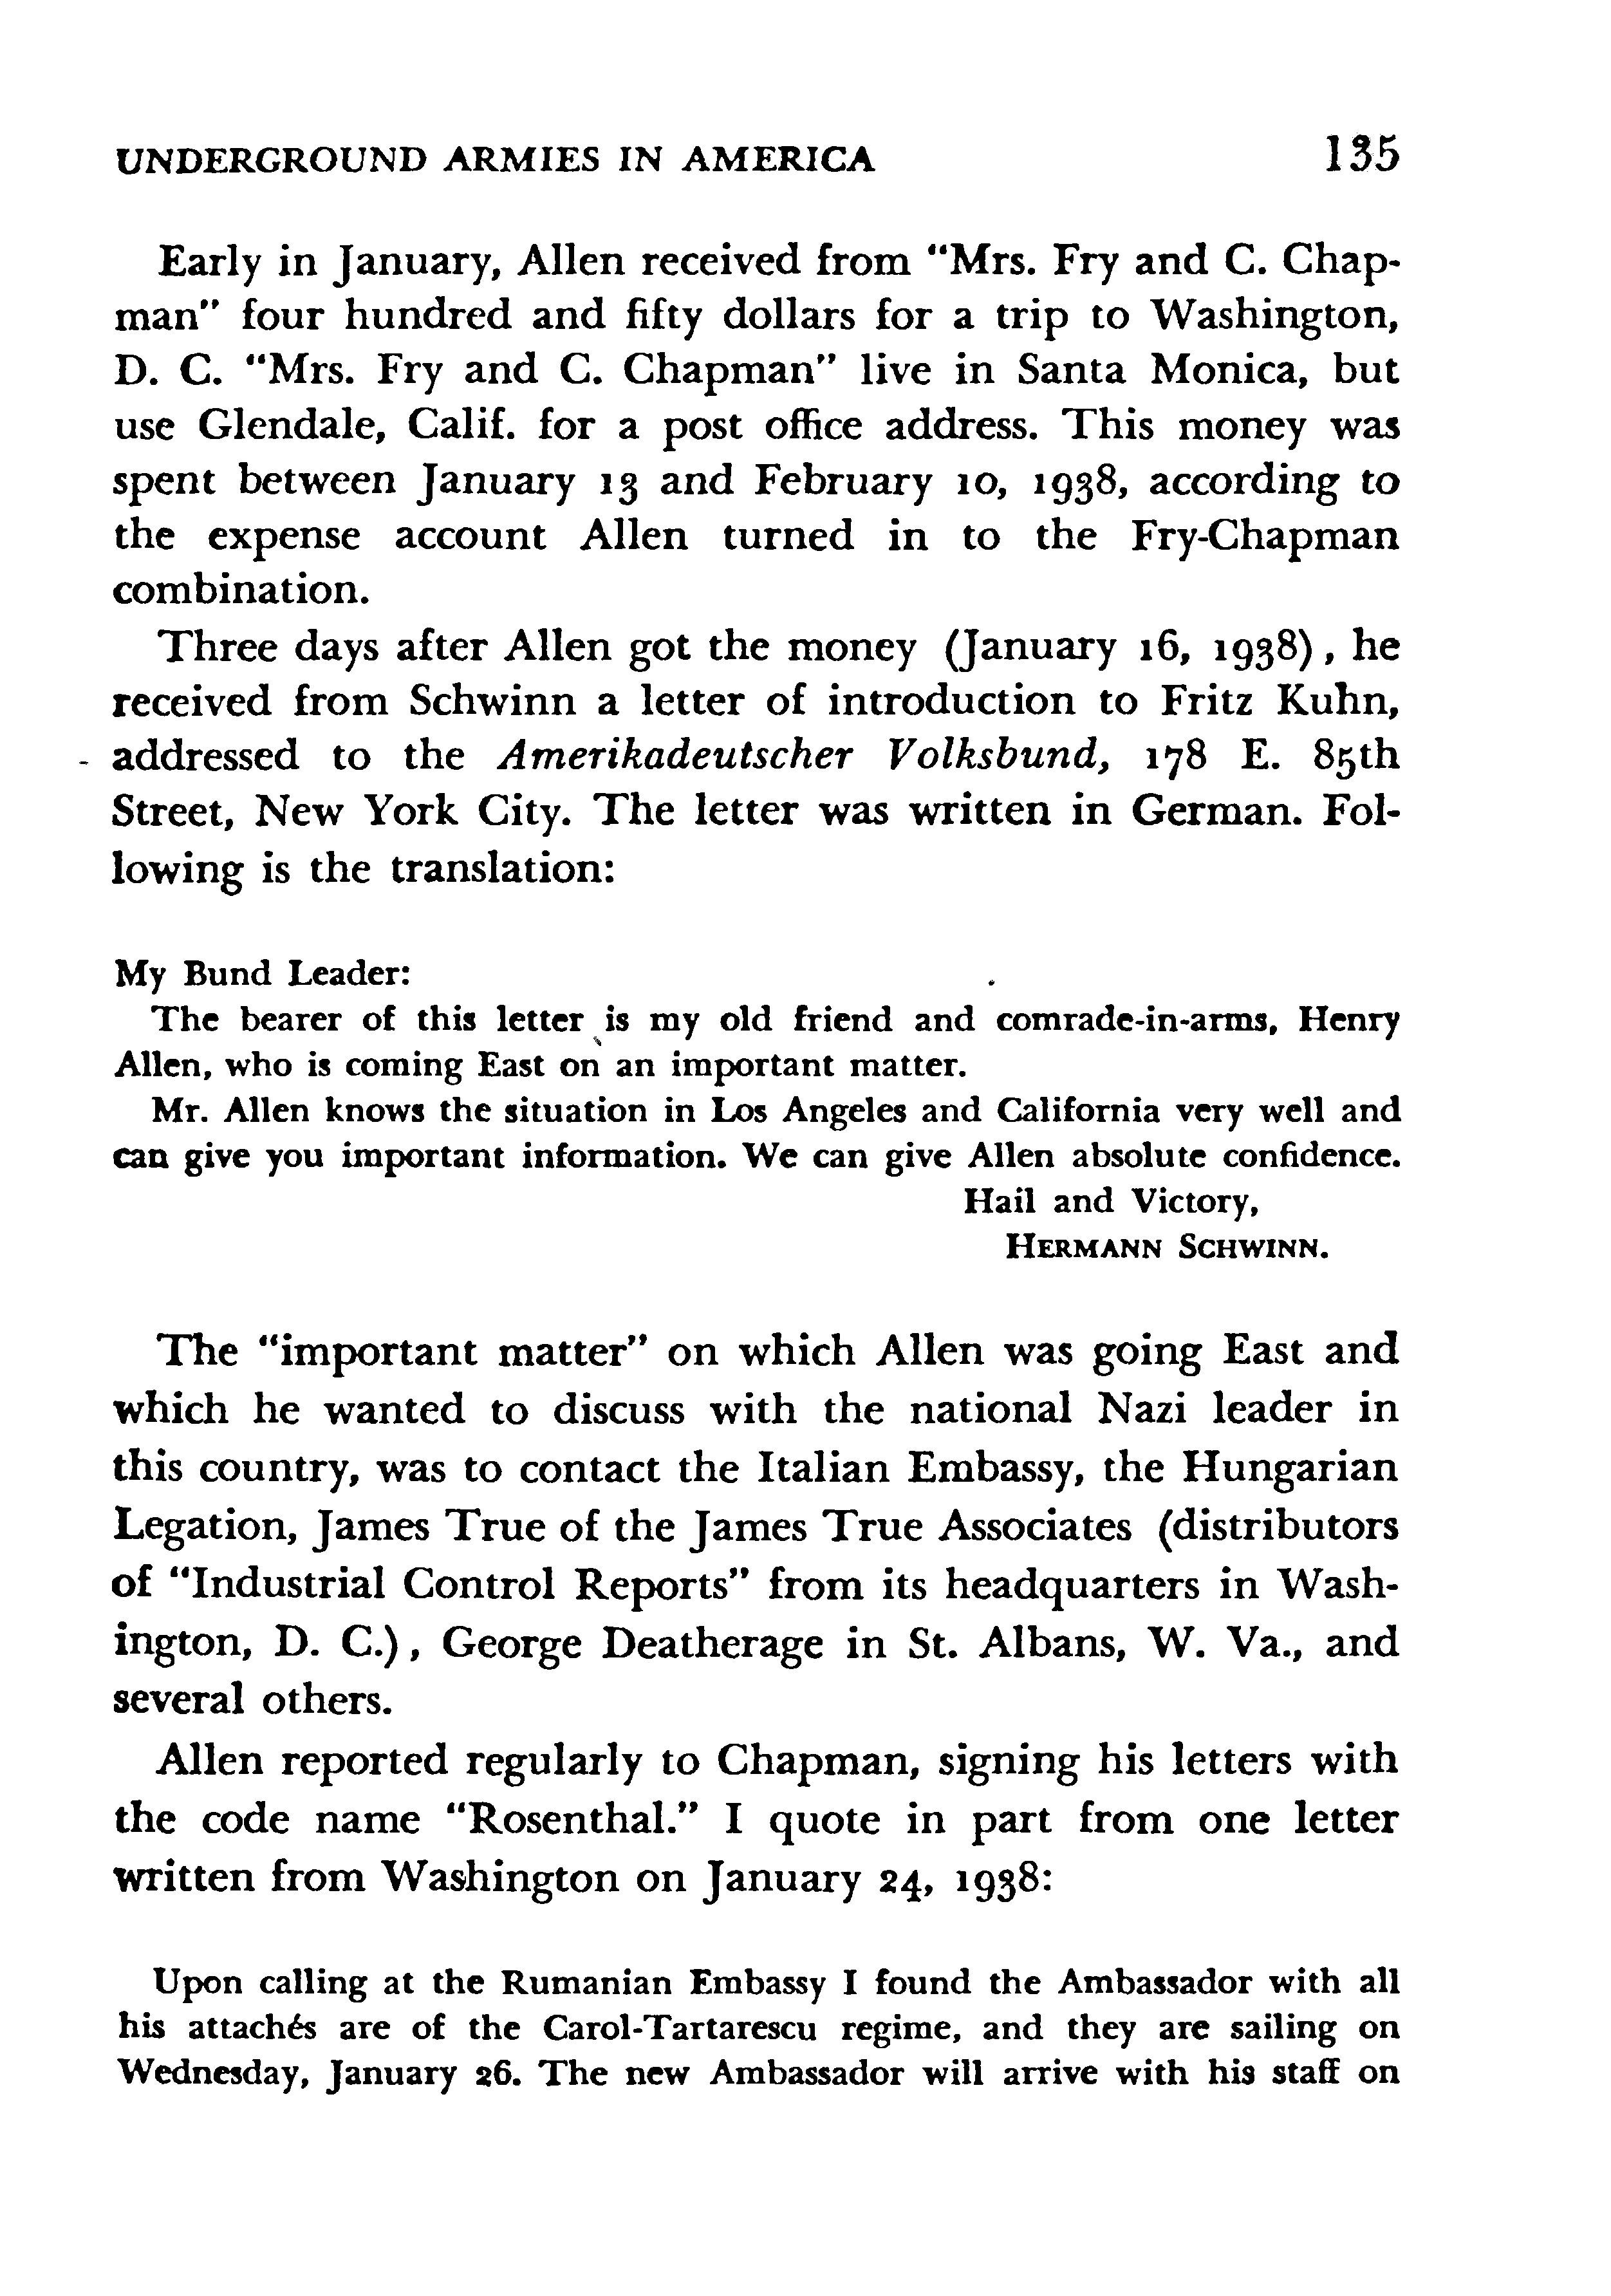 UNDERGROUND ARMIES IN AMERICA 135
Early in January, Allen received from “Mrs. Fry and C. Chap-
man” four hundred and fifty dollars for a trip to Washington,
D. C. “Mrs. Fry and C. Chapman” live in Santa Monica, but
use Glendale, Calif. for a post office address. This money was
spent between January 13 and February 10, 1938, according to
the expense account Allen turned in to the Fry-Chapman
combination.
Three days after Allen got the money (January 16, 1938), he
received from Schwinn a letter of introduction to Fritz Kuhn,
addressed to the Amerikadeutscher Volksbund, 178 E. 85th
Street, New York City. The letter was written in German. Fol-
lowing is the translation:
My Bund Leader:
The bearer of this letter is my old friend and comrade-in-arms, Henry
Allen, who is coming East on an important matter.
Mr. Allen knows the situation in Los Angeles and California very well and
can give you important information. We can give Allen absolute confidence.
Hail and Victory,
HERMANN SCHWINN.
The “important matter” on which Allen was going East and
which he wanted to discuss with the national Nazi leader in
this country, was to contact the Italian Embassy, the Hungarian
Legation, James True of the James True Associates (distributors
of “Industrial Control Reports” from its headquarters in Wash-
ington, D. C.), George Deatherage in St. Albans, W. Va., and
several others.
Allen reported regularly to Chapman, signing his letters with
the code name “Rosenthal.” I quote in part from one letter
written from Washington on January 24, 1938:
Upon calling at the Rumanian Embassy I found the Ambassador with all
his attachés are of the Carol-Tartarescu regime, and they are sailing on
Wednesday, January 26. The new Ambassador will arrive with his staff on